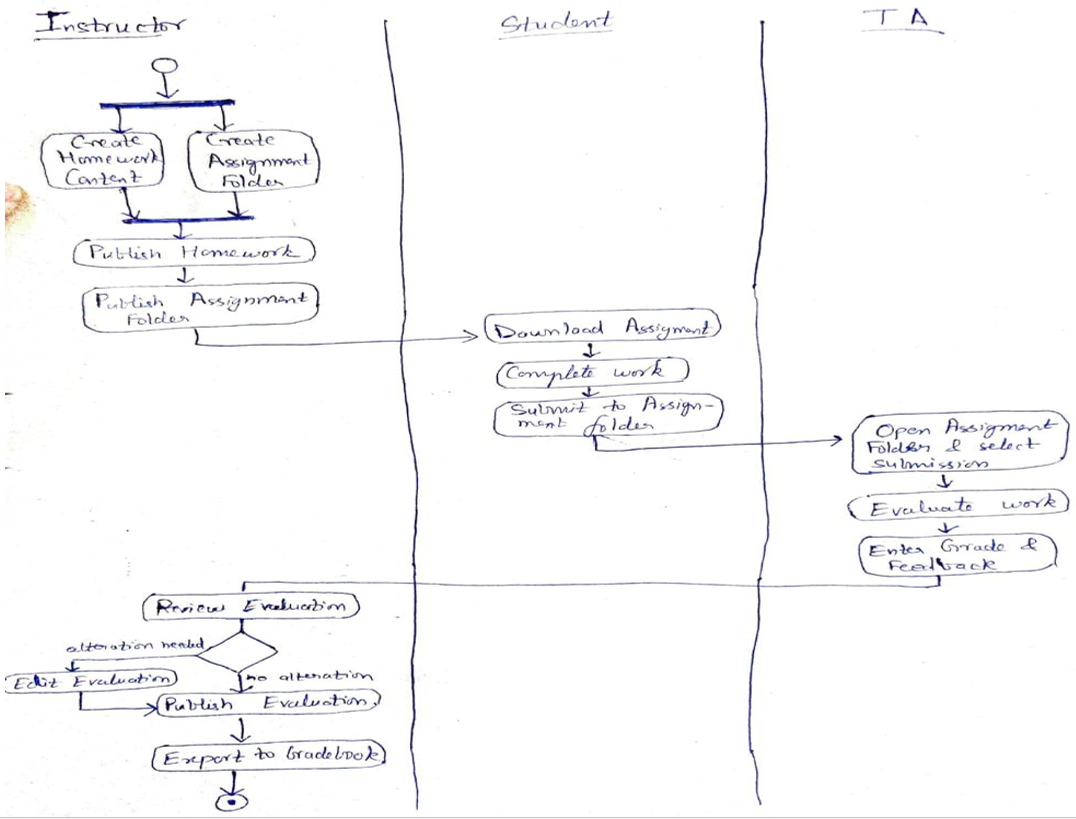 Instructor
Student
TA
Create
Homework
Content
Create
Assignment
Folder
Publish Homework
Publish Assignment
Folder
Download Assigment
Complete work
Submit to Assign-
ment folder
Open Assigment
Folder & select
submission
Evaluate work
Enter Grade &
Feedback
Review Evaluation
alteration needed
Edit Evaluation
no alteration
Publish Evaluation
Export to Gradebook